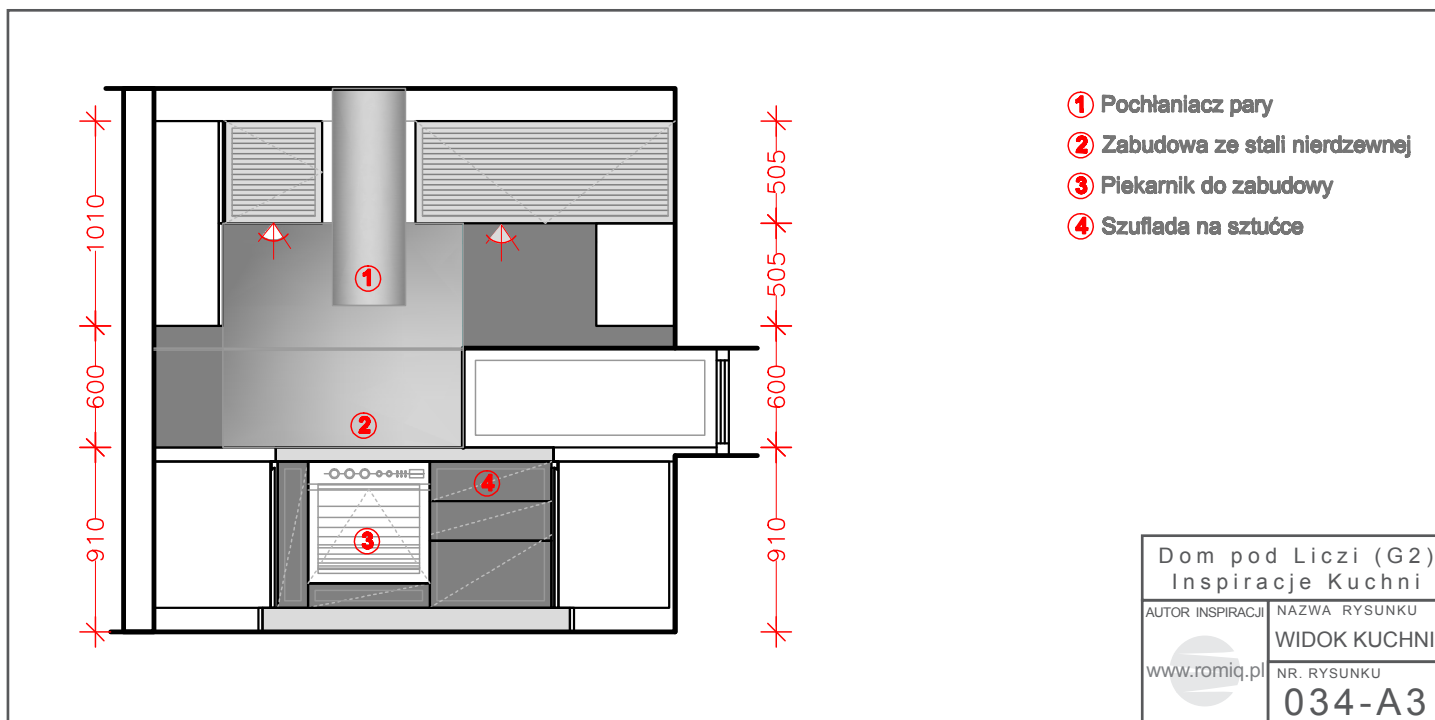 1 Pochłaniacz pary
2 Zabudowa ze stali nierdzewnej
3 Piekarnik do zabudowy
4 Szuflada na sztućce
1010
600
910
505
505
600
910
1
2
3
4
Dom pod Liczi (G2)
Inspiracje Kuchni
AUTOR INSPIRACJI
www.romiq.pl
NAZWA RYSUNKU
WIDOK KUCHNI
NR. RYSUNKU
034-A3